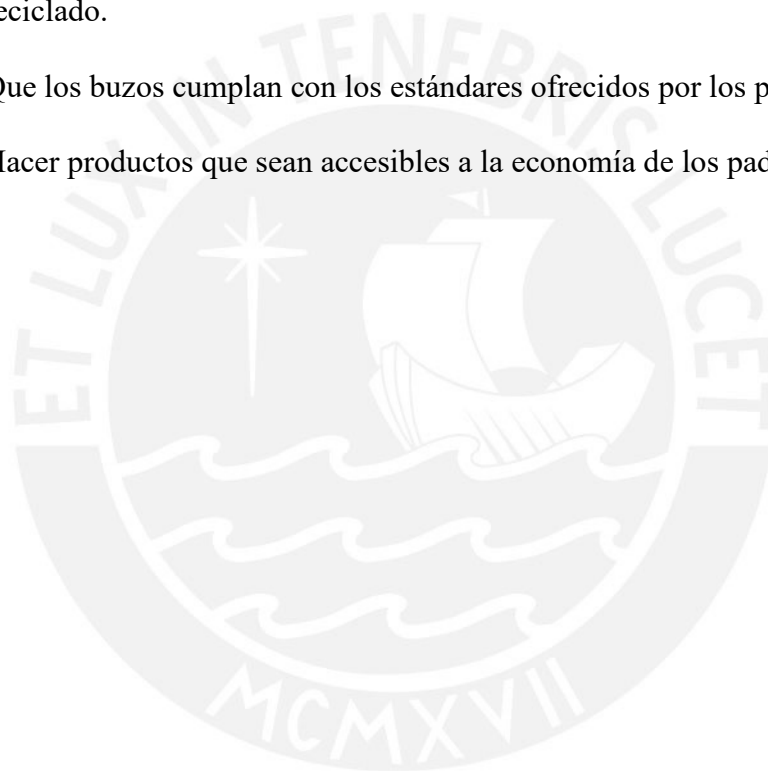 eciclado.
Que los buzos cumplan con los estándares ofrecidos por los p
Hacer productos que sean accesibles a la economía de los pad
ET LUX IN TENEBRIS LUCET
MCMXVII